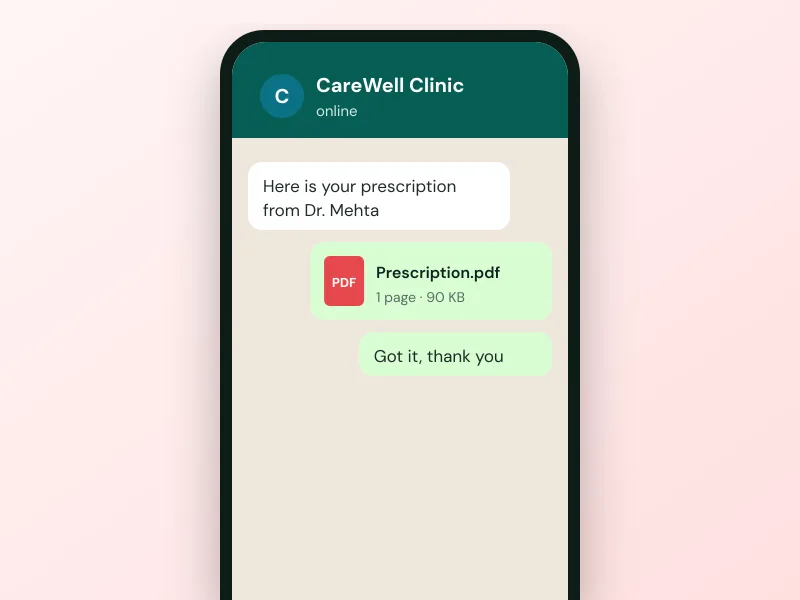 C
CareWell Clinic
online
Here is your prescription
from Dr. Mehta
PDF
Prescription.pdf
1 page · 90 KB
Got it, thank you